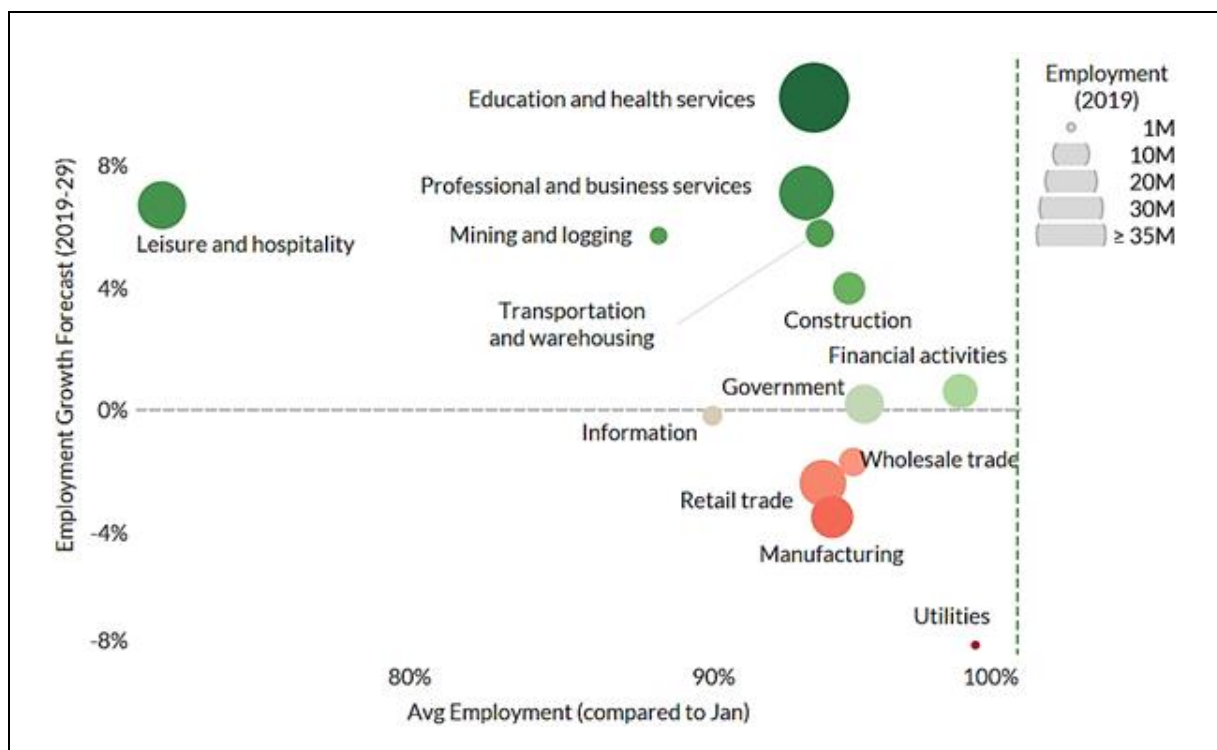 Employment
(2019)
1M
10M
20M
30M
≥ 35M
Employment Growth Forecast (2019-29)
8%
4%
0%
-4%
-8%
Education and health services
Professional and business services
Leisure and hospitality
Mining and logging
Transportation
and warehousing
Construction
Financial activities
Government
Information
Wholesale trade
Retail trade
Manufacturing
Utilities
80%
90%
100%
Avg Employment (compared to Jan)